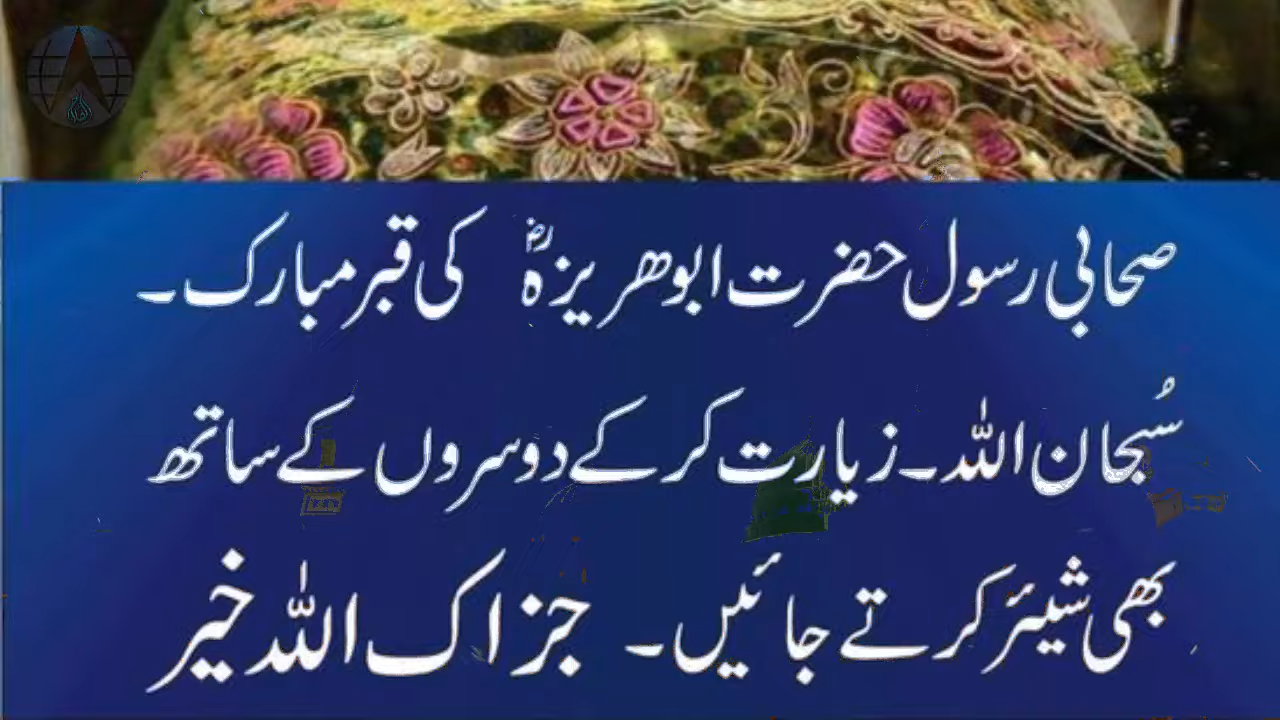 صحابی رسول حضرت ابوھریزہؓ کی قبر مبارک۔
سُبحان اللہ۔ زیارت کر کے دوسروں کے ساتھ
بھی شیئر کرتے جائیں۔ جزاک اللہ خیر